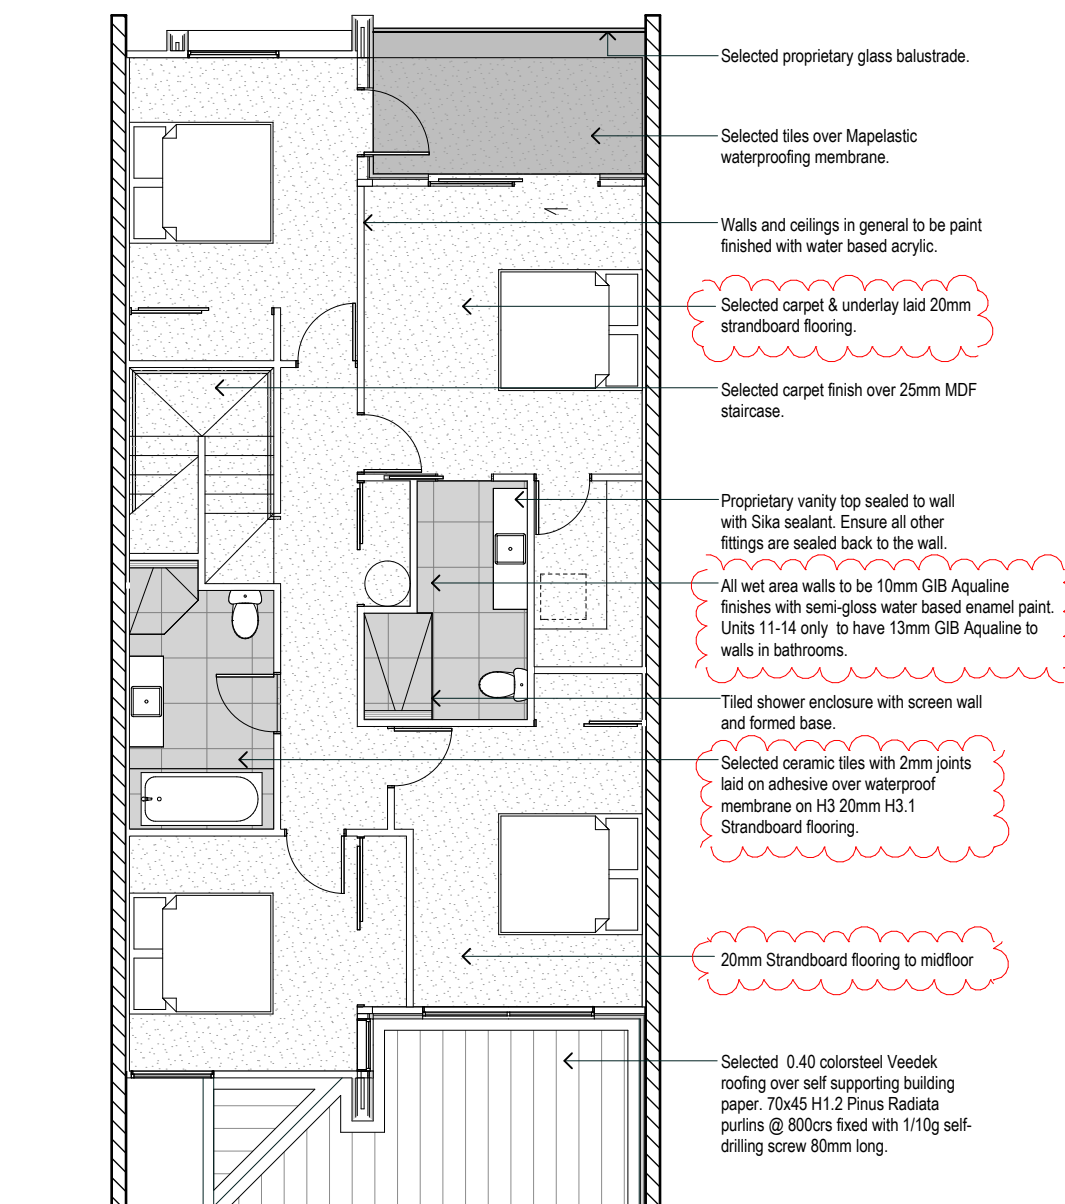 Selected proprietary glass balustrade.
Selected tiles over Mapelastic
waterproofing membrane.
Walls and ceilings in general to be paint
finished with water based acrylic.
Selected carpet & underlay laid 20mm
strandboard flooring.
Selected carpet finish over 25mm MDF
staircase.
Proprietary vanity top sealed to wall
with Sika sealant. Ensure all other
fittings are sealed back to the wall.
All wet area walls to be 10mm GIB Aqualine
finishes with semi-gloss water based enamel paint.
Units 11-14 only to have 13mm GIB Aqualine to
walls in bathrooms.
Tiled shower enclosure with screen wall
and formed base.
Selected ceramic tiles with 2mm joints
laid on adhesive over waterproof
membrane on H3 20mm H3.1
Strandboard flooring.
20mm Strandboard flooring to midfloor
Selected 0.40 colorsteel Veedek
roofing over self supporting building
paper. 70x45 H1.2 Pinus Radiata
purlins @ 800crs fixed with 1/10g self-
drilling screw 80mm long.